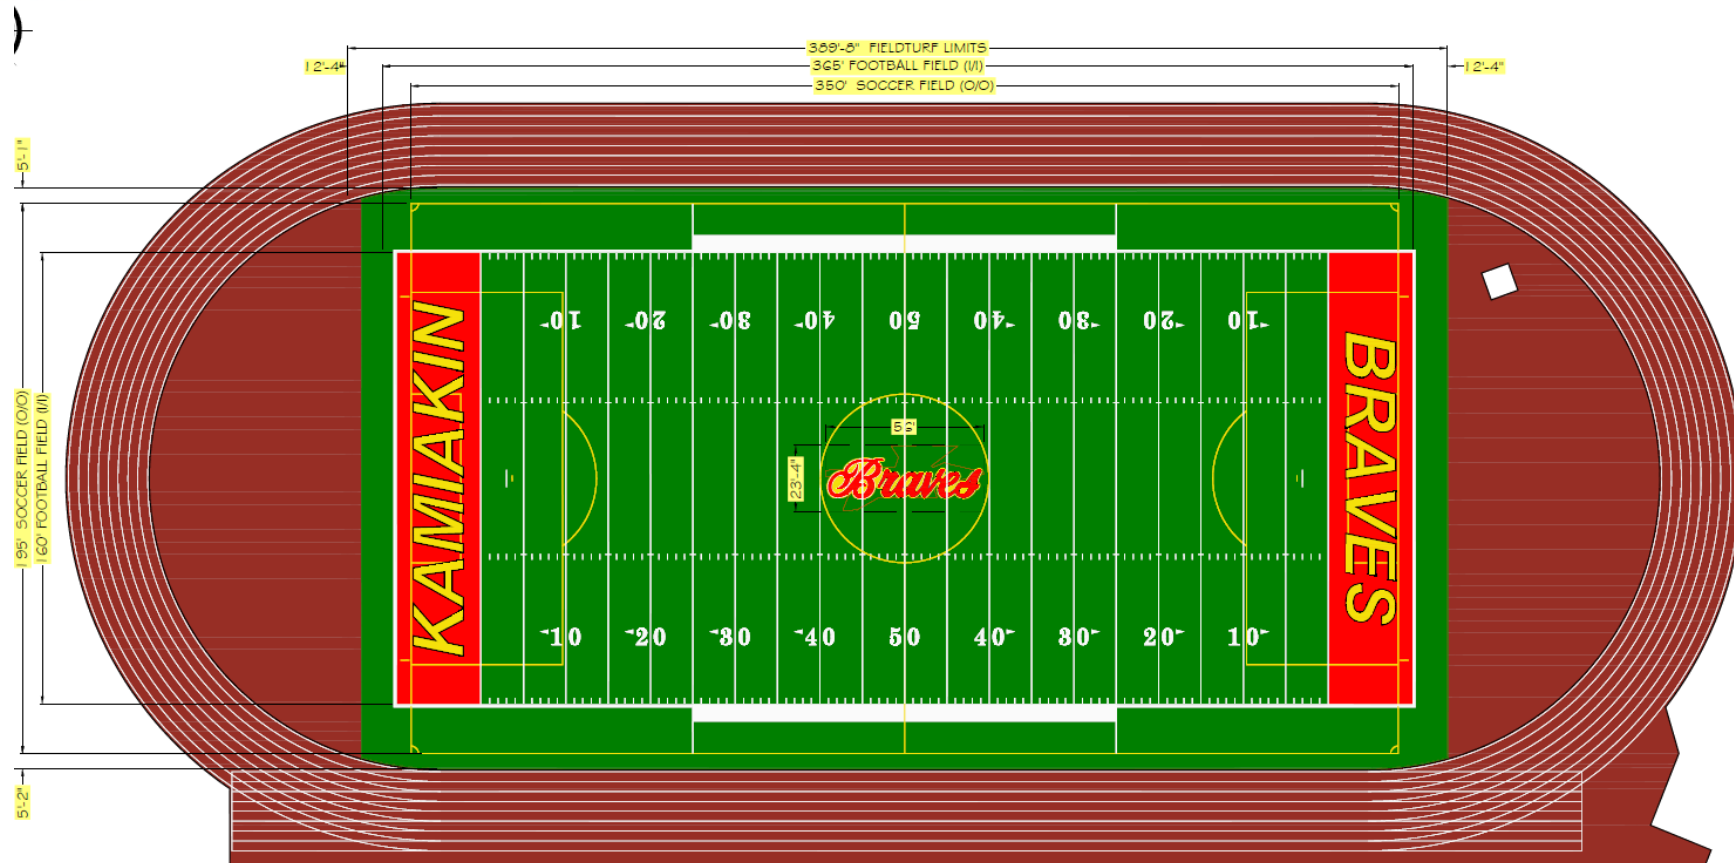 389'-8" FIELDTURF LIMITS
12'-4"
365' FOOTBALL FIELD (I/I)
12'-4"
350' SOCCER FIELD (O/O)
5'-1"
195' SOCCER FIELD (O/O)
160' FOOTBALL FIELD (I/I)
5'-2"
10 20 30 40 50 40 30 20 10
KAMIAKIN
BRAVES
23'-4"
Braves
10 20 30 40 50 40 30 20 10